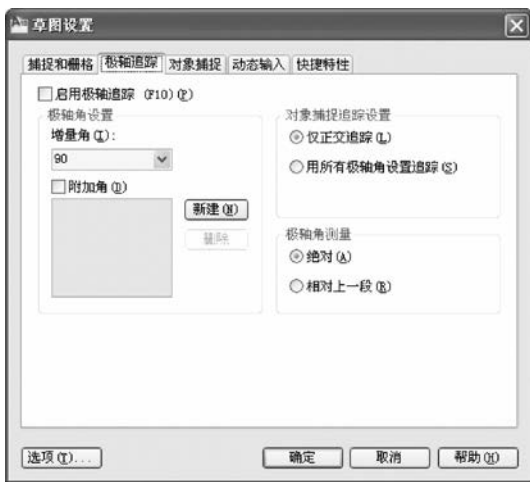 草图设置
捕捉和栅格 极轴追踪 对象捕捉 动态输入 快捷特性
启用极轴追踪 (F10)(P)
极轴角设置
增量角(I):
90
附加角(D)
新建(N)
删除
对象捕捉追踪设置
仅正交追踪(L)
用所有极轴角设置追踪(S)
极轴角测量
绝对(A)
相对上一段(R)
选项(T)... 确定 取消 帮助(H)